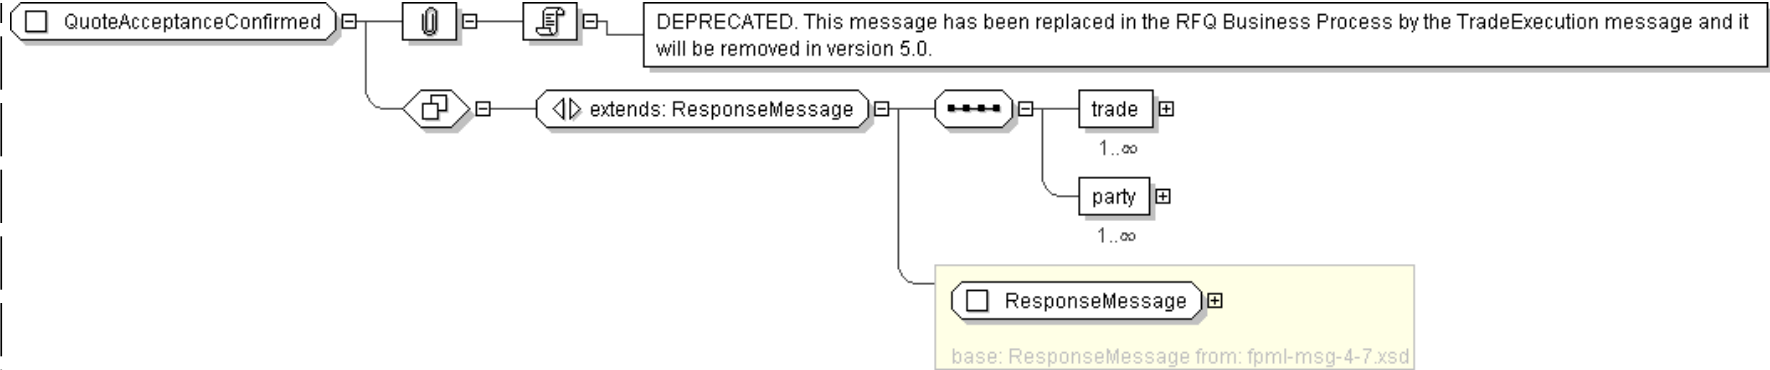 QuoteAcceptanceConfirmed
DEPRECATED. This message has been replaced in the RFQ Business Process by the TradeExecution message and it
will be removed in version 5.0.
extends: ResponseMessage
trade
1..∞
party
1..∞
ResponseMessage
base: ResponseMessage from: fpml-msg-4-7.xsd